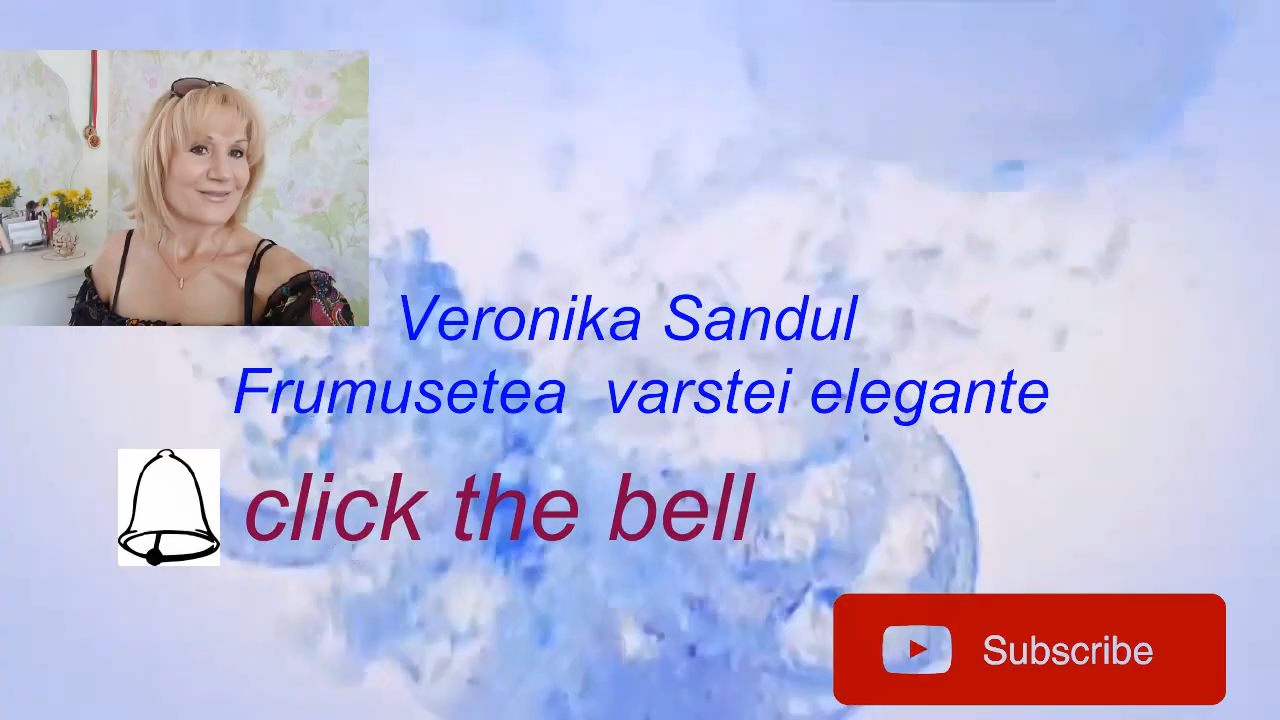 Veronika Sandul
Frumusetea varstei elegante
click the bell
Subscribe